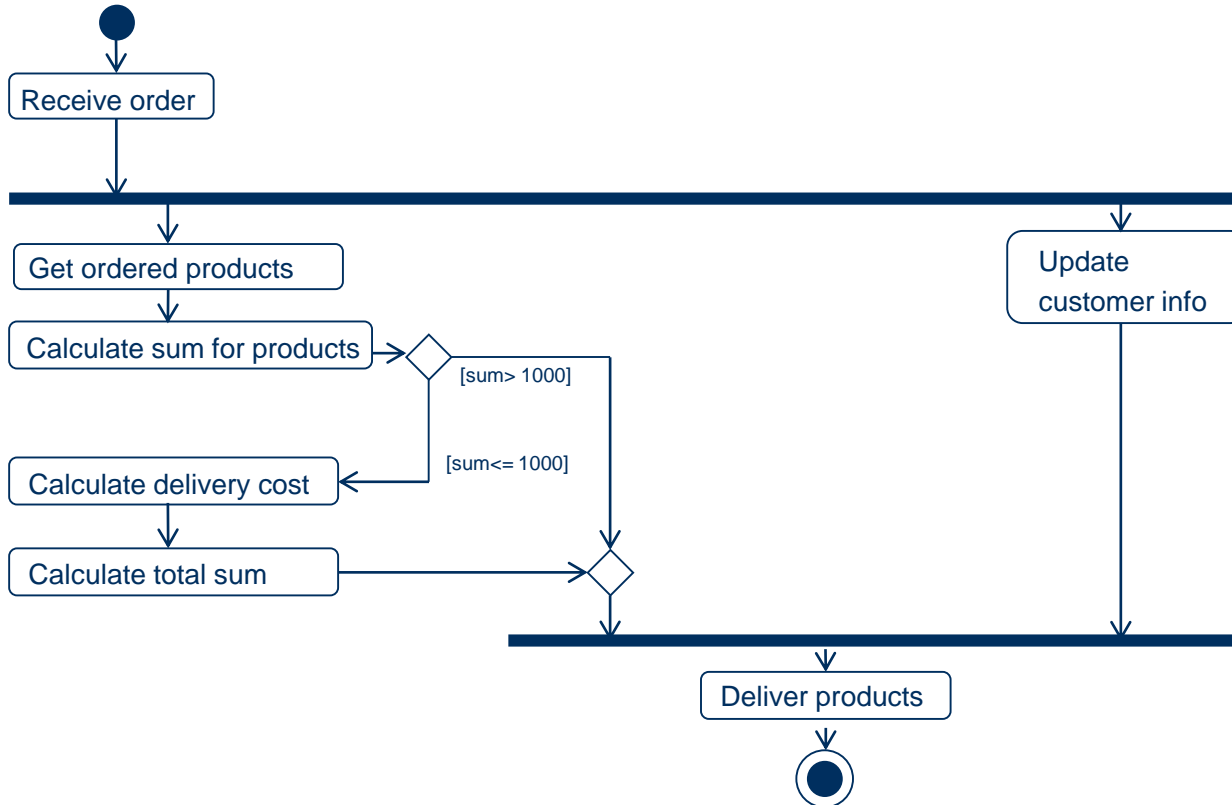 Receive order
Get ordered products
Update
customer info
Calculate sum for products
[sum> 1000]
[sum<= 1000]
Calculate delivery cost
Calculate total sum
Deliver products